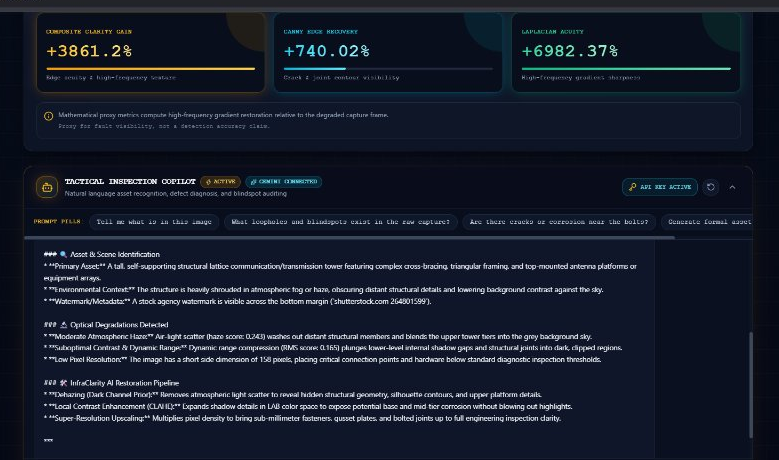 COMPOSITE CLARITY GAIN
+3861.2%
Edge acuity & high-frequency texture
CANNY EDGE RECOVERY
+740.02%
Crack & joint contour visibility
LAPLACIAN ACUITY
+6982.37%
High-frequency gradient sharpness
Mathematical proxy metrics compute high-frequency gradient restoration relative to the degraded capture frame.
Proxy for fault visibility, not a detection accuracy claim.
TACTICAL INSPECTION COPILOT
ACTIVE
GEMINI CONNECTED
Natural language asset recognition, defect diagnosis, and blindspot auditing
API KEY ACTIVE
PROMPT PILLS
Tell me what is in this image
What loopholes and blindspots exist in the raw capture?
Are there cracks or corrosion near the bolts?
Generate formal asset
### 🔍 Asset & Scene Identification
* **Primary Asset:** A tall, self-supporting structural lattice communication/transmission tower featuring complex cross-bracing, triangular framing, and top-mounted antenna platforms or
equipment arrays.
* **Environmental Context:** The structure is heavily shrouded in atmospheric fog or haze, obscuring distant structural details and lowering background contrast against the sky.
* **Watermark/Metadata:** A stock agency watermark is visible across the bottom margin ('shutterstock.com 264801599').
### 🔬 Optical Degradations Detected
* **Moderate Atmospheric Haze:** Air-light scatter (haze score: 0.243) washes out distant structural members and blends the upper tower tiers into the grey background sky.
* **Suboptimal Contrast & Dynamic Range:** Dynamic range compression (RMS score: 0.165) plunges lower-level internal shadow gaps and structural joints into dark, clipped regions.
* **Low Pixel Resolution:** The image has a short side dimension of 158 pixels, placing critical connection points and hardware below standard diagnostic inspection thresholds.
### 🛠️ InfraClarity AI Restoration Pipeline
* **Dehazing (Dark Channel Prior):** Removes atmospheric light scatter to reveal hidden structural geometry, silhouette contours, and upper platform details.
* **Local Contrast Enhancement (CLAHE):** Expands shadow details in LAB color space to expose potential base and mid-tier corrosion without blowing out highlights.
* **Super-Resolution Upscaling:** Multiplies pixel density to bring sub-millimeter fasteners, gusset plates, and bolted joints up to full engineering inspection clarity.
***